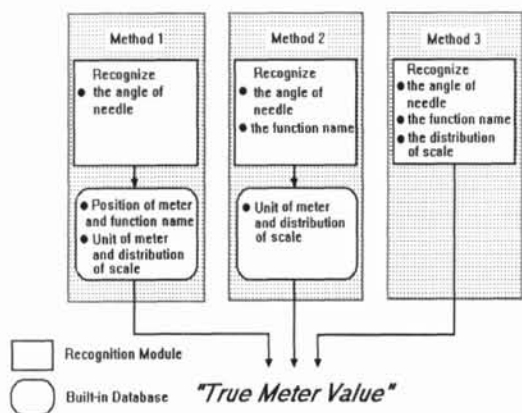 Method 1
Recognize
● the angle of
needle
● Position of meter
and function name
● Unit of meter
and distribution
of scale
Method 2
Recognize
● the angle of
needle
● the function name
● Unit of meter
and distribution
of scale
Method 3
Recognize
● the angle of
needle
● the function name
● the distribution
of scale
Recognition Module
Built-in Database
"True Meter Value"